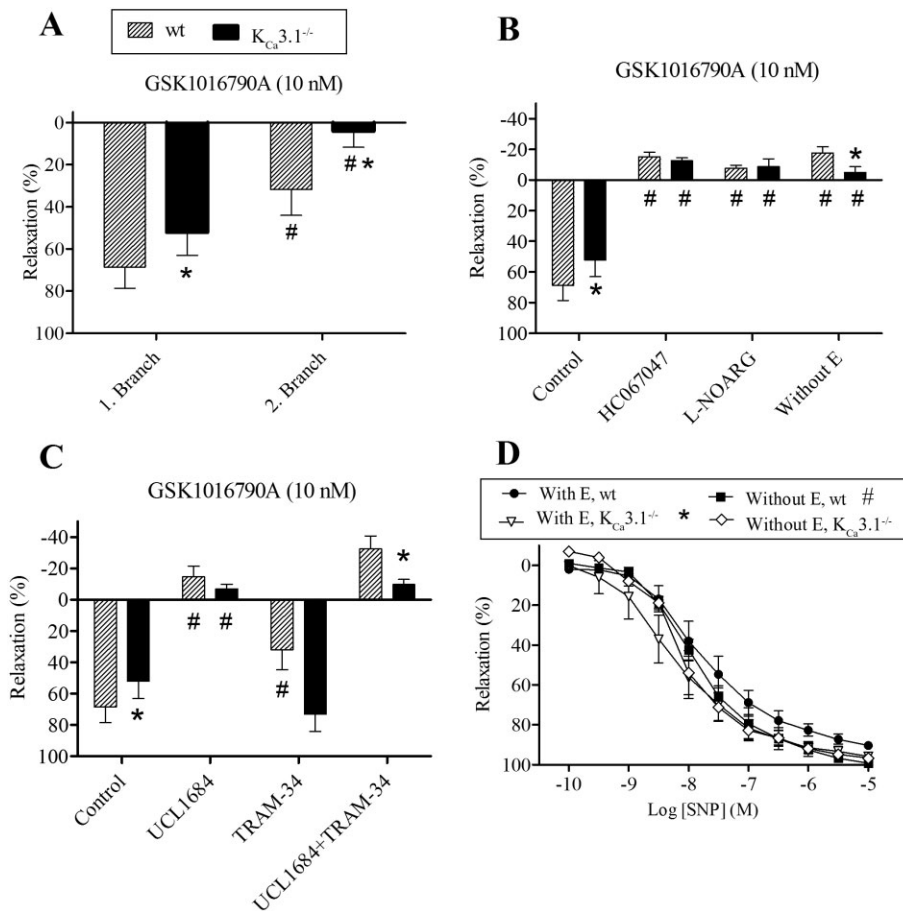 A
wt
K_Ca3.1^-/-
GSK1016790A (10 nM)
Relaxation (%)
0
20
40
60
80
100
#
*
# *
1. Branch
2. Branch
B
GSK1016790A (10 nM)
Relaxation (%)
-40
-20
0
20
40
60
80
100
*
*
# # # # # #
Control
HC067047
L-NOARG
Without E
C
GSK1016790A (10 nM)
Relaxation (%)
-40
-20
0
20
40
60
80
100
*
# #
#
*
Control
UCL1684
TRAM-34
UCL1684+TRAM-34
D
With E, wt
Without E, wt #
With E, K_Ca3.1^-/- *
Without E, K_Ca3.1^-/-
Relaxation (%)
0
20
40
60
80
100
-10 -9 -8 -7 -6 -5
Log [SNP] (M)